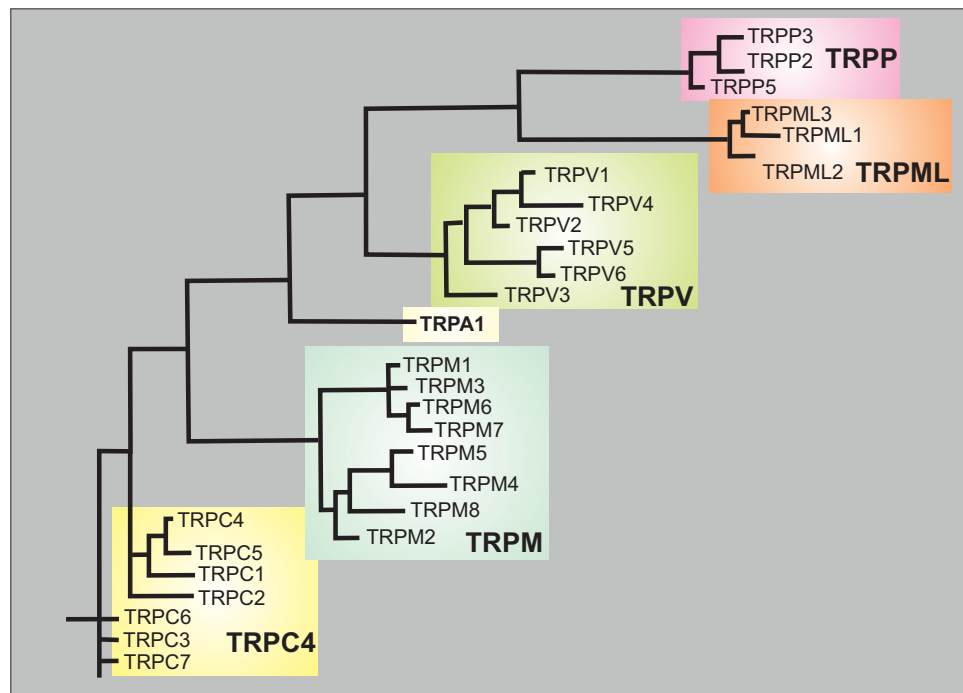 TRPP3
TRPP2 TRPP
TRPP5
TRPML3
TRPML1
TRPML2 TRPML
TRPV1
TRPV4
TRPV2
TRPV5
TRPV6
TRPV3 TRPV
TRPA1
TRPM1
TRPM3
TRPM6
TRPM7
TRPM5
TRPM4
TRPM8
TRPM2 TRPM
TRPC4
TRPC5
TRPC1
TRPC2
TRPC6
TRPC3 TRPC4
TRPC7